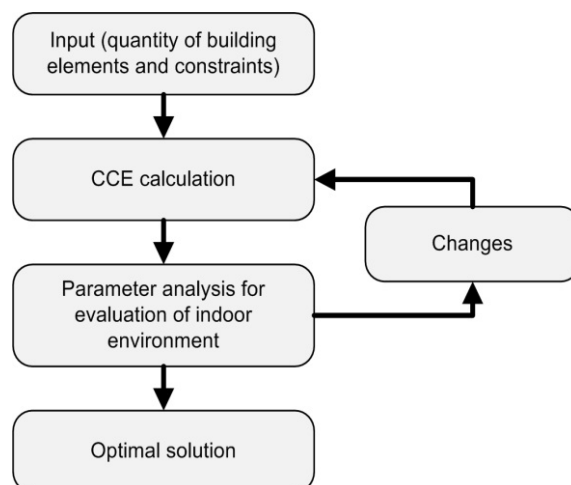 Input (quantity of building
elements and constraints)
CCE calculation
Changes
Parameter analysis for
evaluation of indoor
environment
Optimal solution